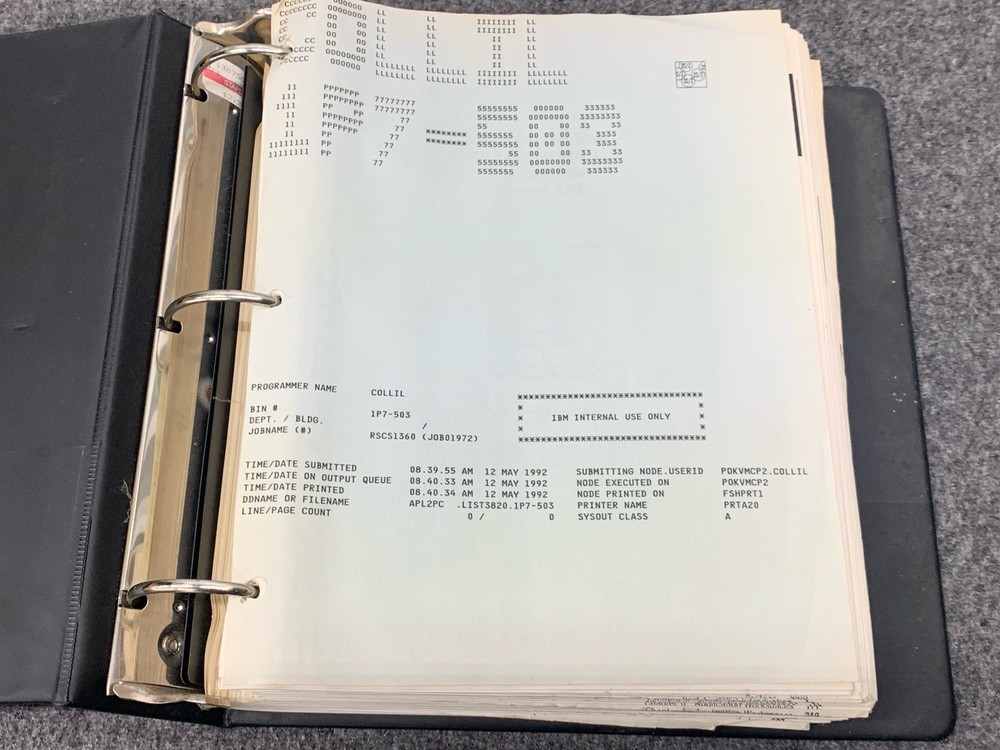 COLLIL
1P7-503
PROGRAMMER NAME COLLIL
BIN # 1P7-503
DEPT. / BLDG. /
JOBNAME (#) RSCS1360 (JOB01972)
IBM INTERNAL USE ONLY
TIME/DATE SUBMITTED 08.39.55 AM 12 MAY 1992 SUBMITTING NODE.USERID POKVMCP2.COLLIL
TIME/DATE ON OUTPUT QUEUE 08.40.33 AM 12 MAY 1992 NODE EXECUTED ON POKVMCP2
TIME/DATE PRINTED 08.40.34 AM 12 MAY 1992 NODE PRINTED ON FSHPRT1
DDNAME OR FILENAME APL2PC .LIST3820.1P7-503 PRINTER NAME PRTA20
LINE/PAGE COUNT 0 / 0 SYSOUT CLASS A